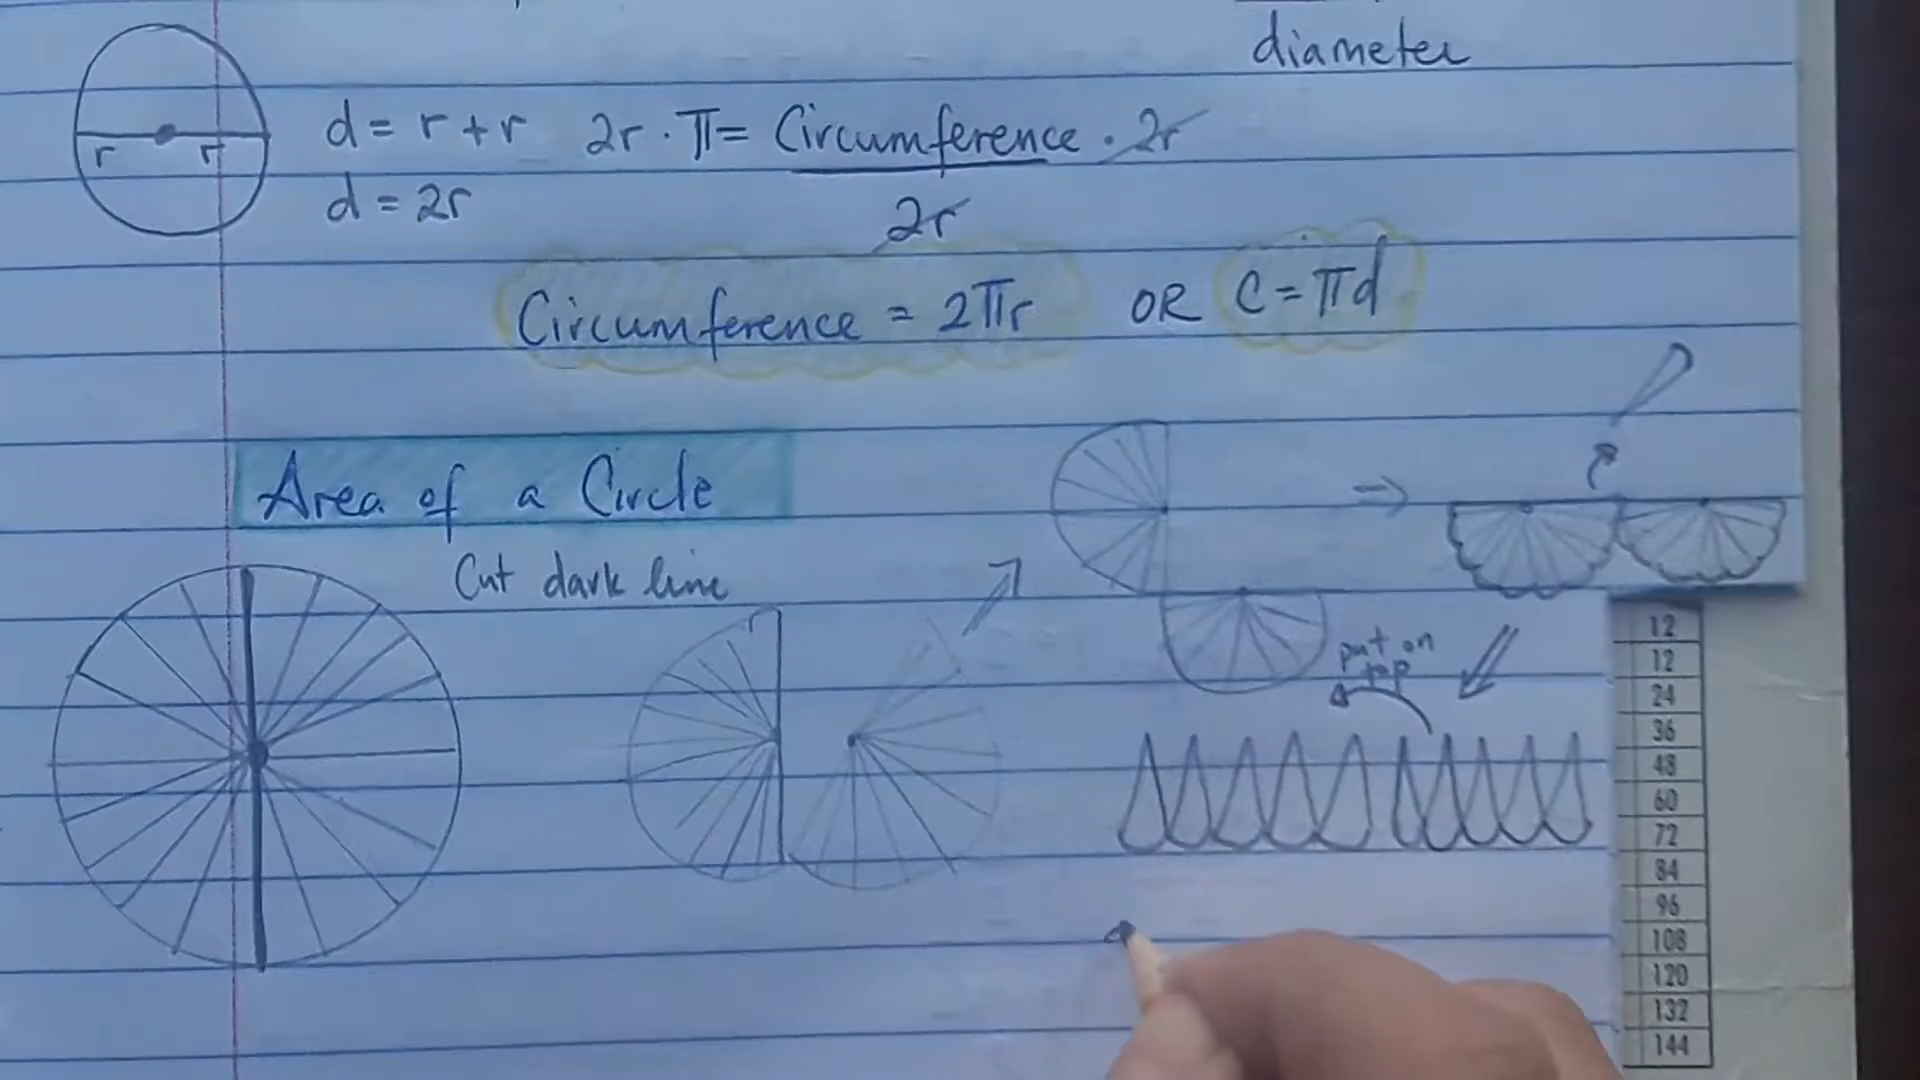 diameter
d = r + r 2r · π = Circumference · 2r
2r
d = 2r
r r
Circumference = 2πr OR C = πd
Area of a Circle
Cut dark line
put on
top
12
12
24
36
48
60
72
84
96
108
120
132
144